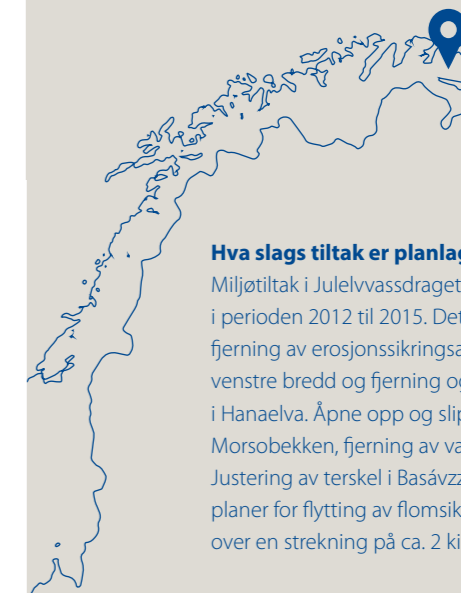 Hva slags tiltak er planlag
Miljøtiltak i Julelvvassdraget
i perioden 2012 til 2015. Det
fjerning av erosjonssikringsa
venstre bredd og fjerning og
i Hanaelva. Åpne opp og slip
Morsobekken, fjerning av va
Justering av terskel i Basávzz
planer for flytting av flomsik
over en strekning på ca. 2 ki